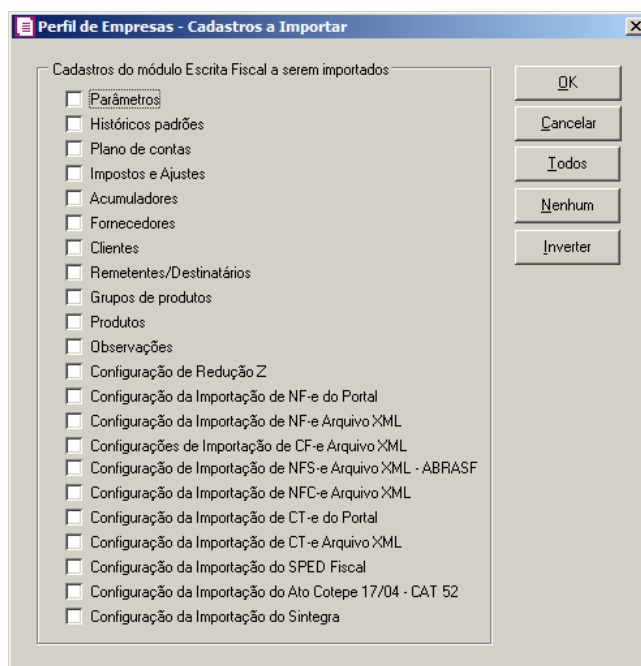 Perfil de Empresas - Cadastros a Importar
Cadastros do módulo Escrita Fiscal a serem importados
Parâmetros
Históricos padrões
Plano de contas
Impostos e Ajustes
Acumuladores
Fornecedores
Clientes
Remetentes/Destinatários
Grupos de produtos
Produtos
Observações
Configuração de Redução Z
Configuração da Importação de NF-e do Portal
Configuração da Importação de NF-e Arquivo XML
Configurações de Importação de CF-e Arquivo XML
Configuração de Importação de NFS-e Arquivo XML - ABRASF
Configuração da Importação de NFC-e Arquivo XML
Configuração da Importação de CT-e do Portal
Configuração da Importação de CT-e Arquivo XML
Configuração da Importação do SPED Fiscal
Configuração da Importação do Ato Cotepe 17/04 - CAT 52
Configuração da Importação do Sintegra
OK
Cancelar
Todos
Nenhum
Inverter